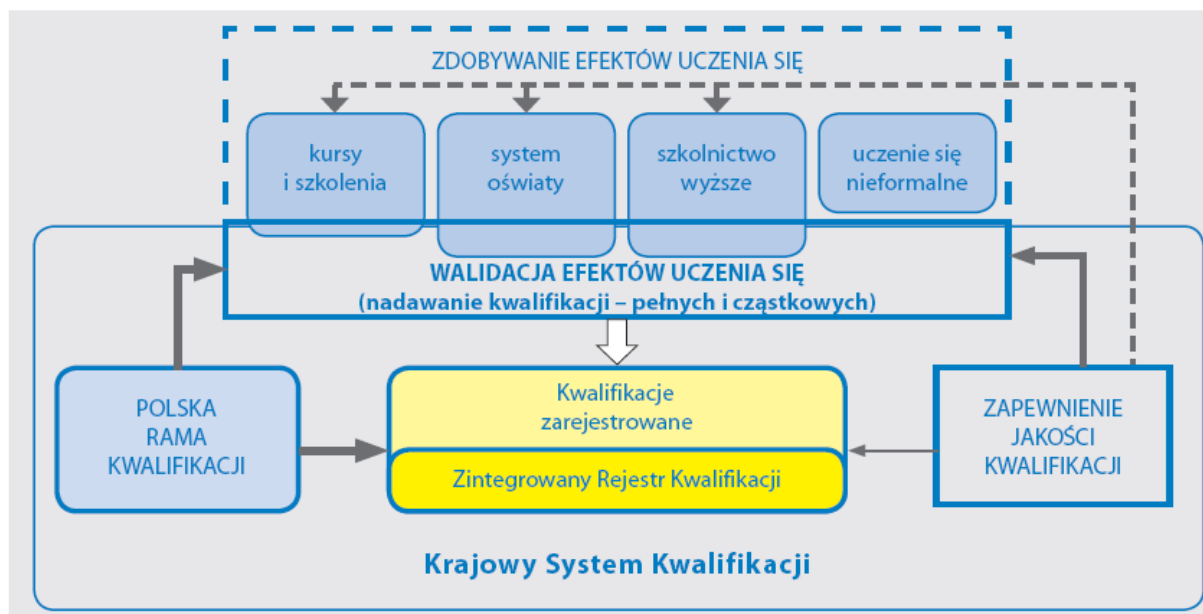 ZDOBYWANIE EFEKTÓW UCZENIA SIĘ
kursy
i szkolenia
system
oświaty
szkolnictwo
wyższe
uczenie się
nieformalne
WALIDACJA EFEKTÓW UCZENIA SIĘ
(nadawanie kwalifikacji – pełnych i cząstkowych)
POLSKA
RAMA
KWALIFIKACJI
Kwalifikacje
zarejestrowane
Zintegrowany Rejestr Kwalifikacji
ZAPEWNIENIE
JAKOŚCI
KWALIFIKACJI
Krajowy System Kwalifikacji